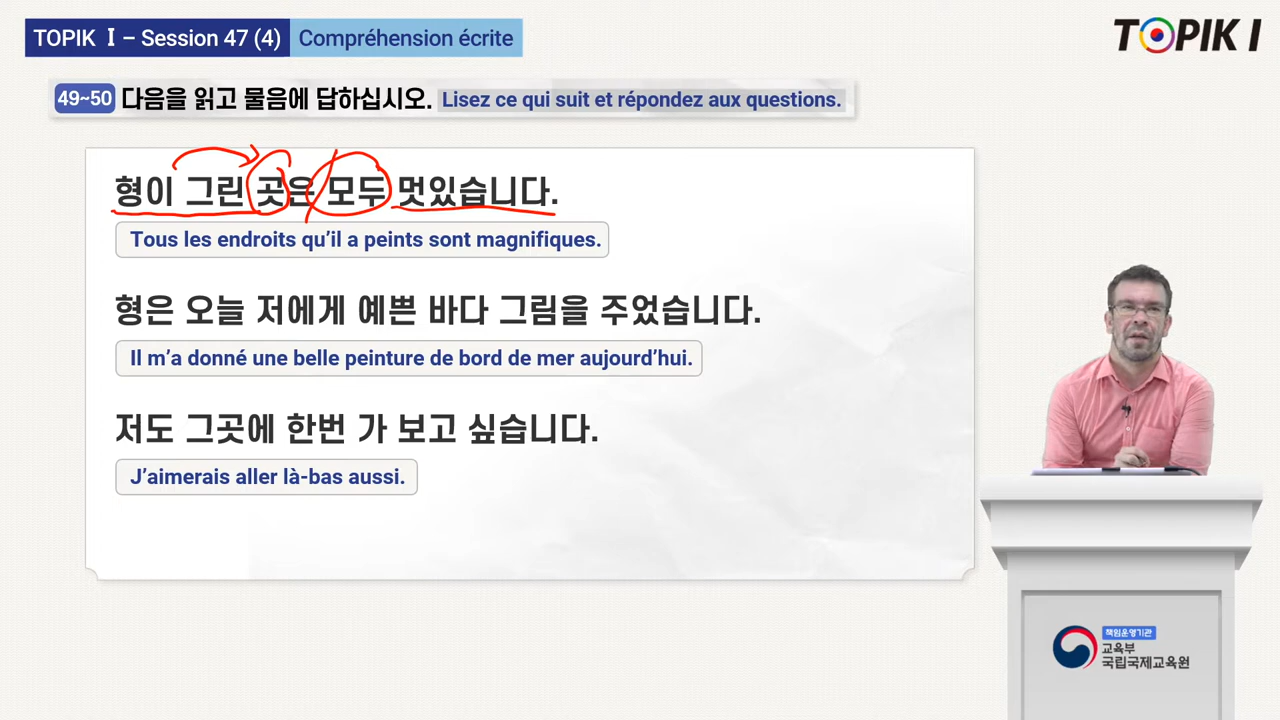 TOPIK I – Session 47 (4) Compréhension écrite
TOPIK I
49~50 다음을 읽고 물음에 답하십시오. Lisez ce qui suit et répondez aux questions.
형이 그린 곳은 모두 멋있습니다.
Tous les endroits qu'il a peints sont magnifiques.
형은 오늘 저에게 예쁜 바다 그림을 주었습니다.
Il m'a donné une belle peinture de bord de mer aujourd'hui.
저도 그곳에 한번 가 보고 싶습니다.
J'aimerais aller là-bas aussi.
책임운영기관
교육부
국립국제교육원